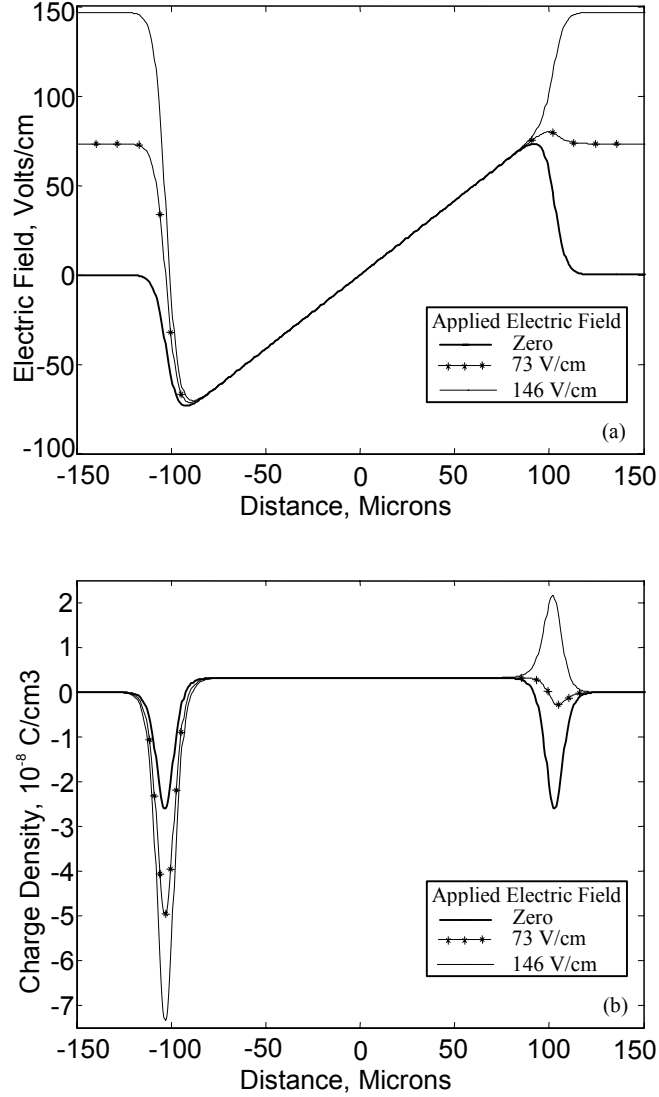 150
100
50
0
-50
-100
Electric Field, Volts/cm
Applied Electric Field
Zero
73 V/cm
146 V/cm
(a)
-150 -100 -50 0 50 100 150
Distance, Microns
2
1
0
-1
-2
-3
-4
-5
-6
-7
Charge Density, 10⁻⁸ C/cm3
Applied Electric Field
Zero
73 V/cm
146 V/cm
(b)
-150 -100 -50 0 50 100 150
Distance, Microns